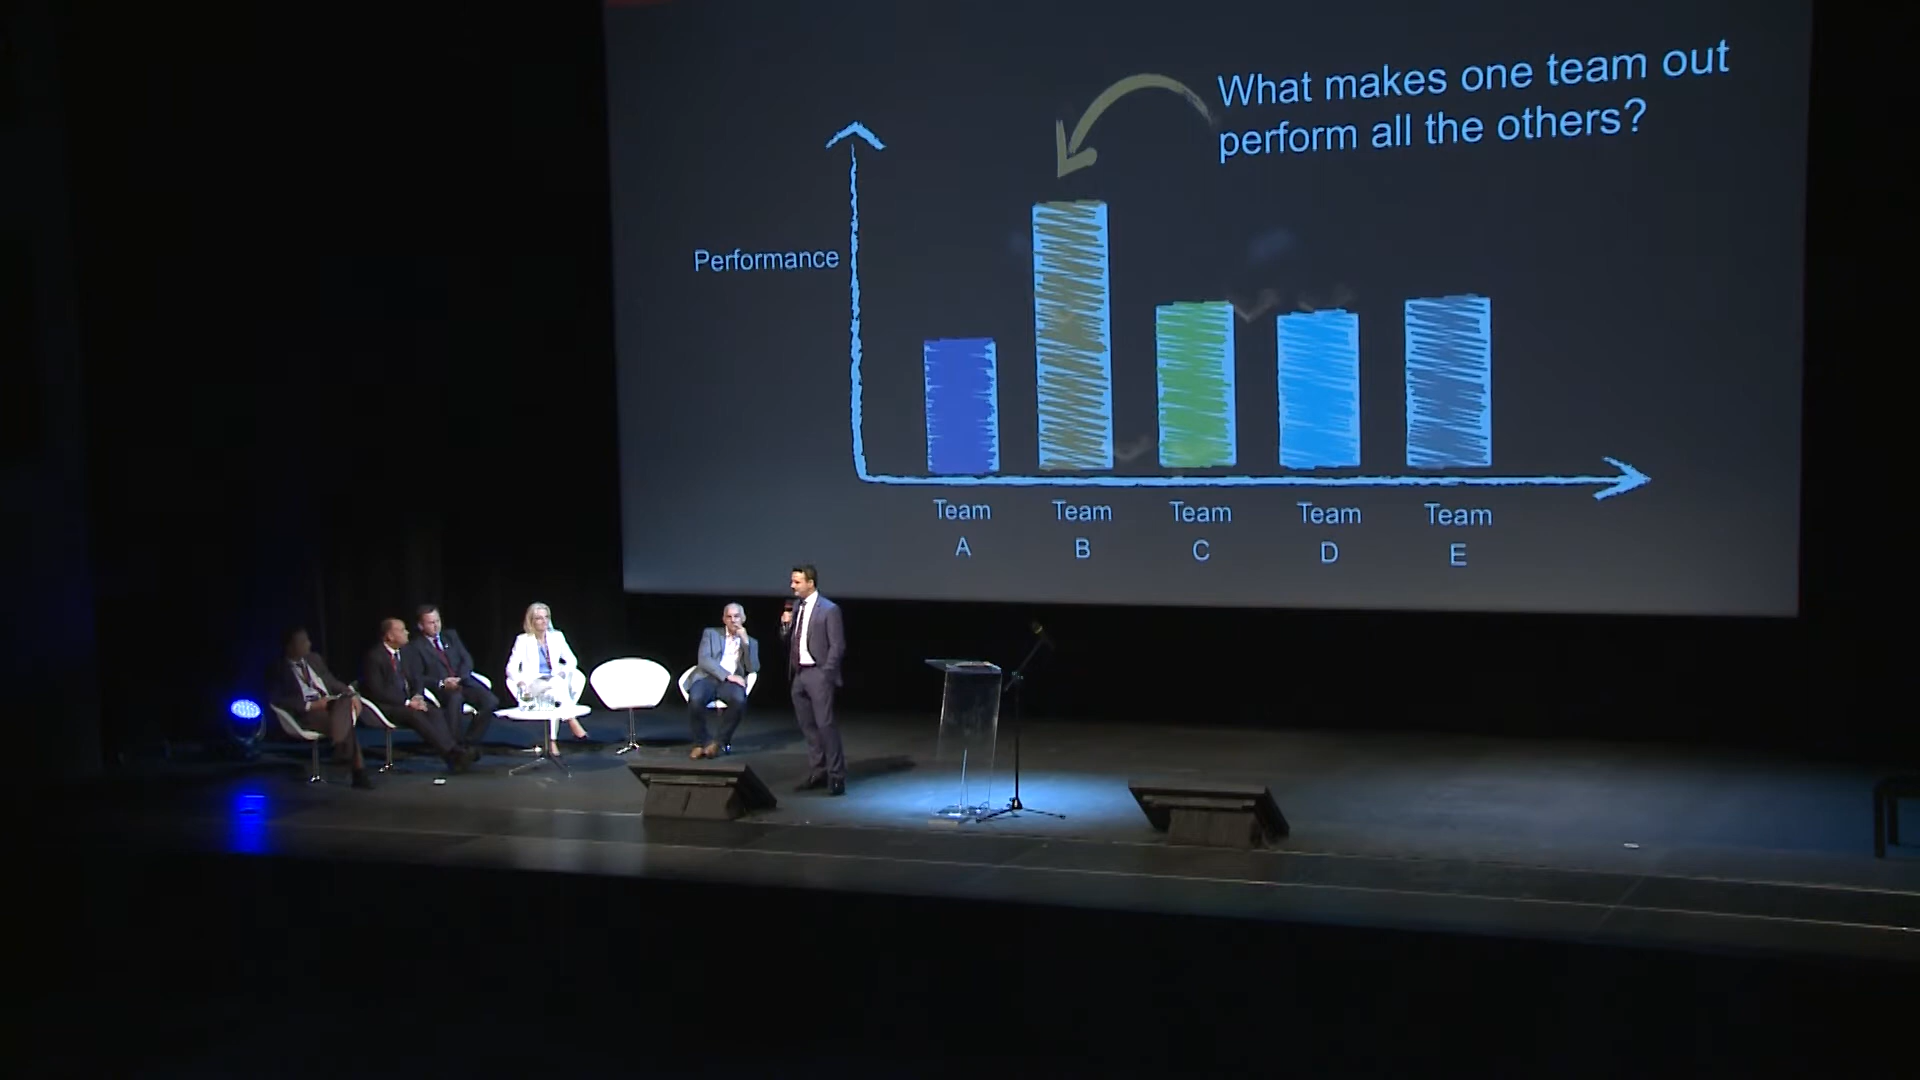 What makes one team out
perform all the others?
Performance
Team Team Team Team Team
A B C D E